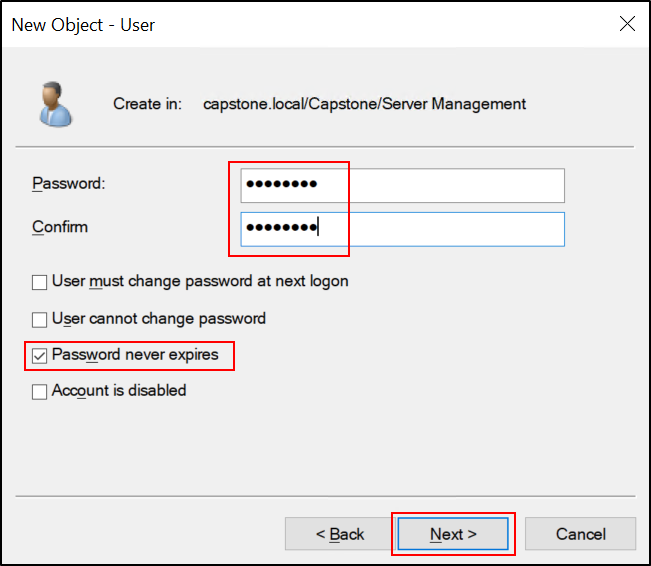 New Object - User
Create in: capstone.local/Capstone/Server Management
Password: ●●●●●●●●
Confirm ●●●●●●●●
User must change password at next logon
User cannot change password
Password never expires
Account is disabled
< Back Next > Cancel